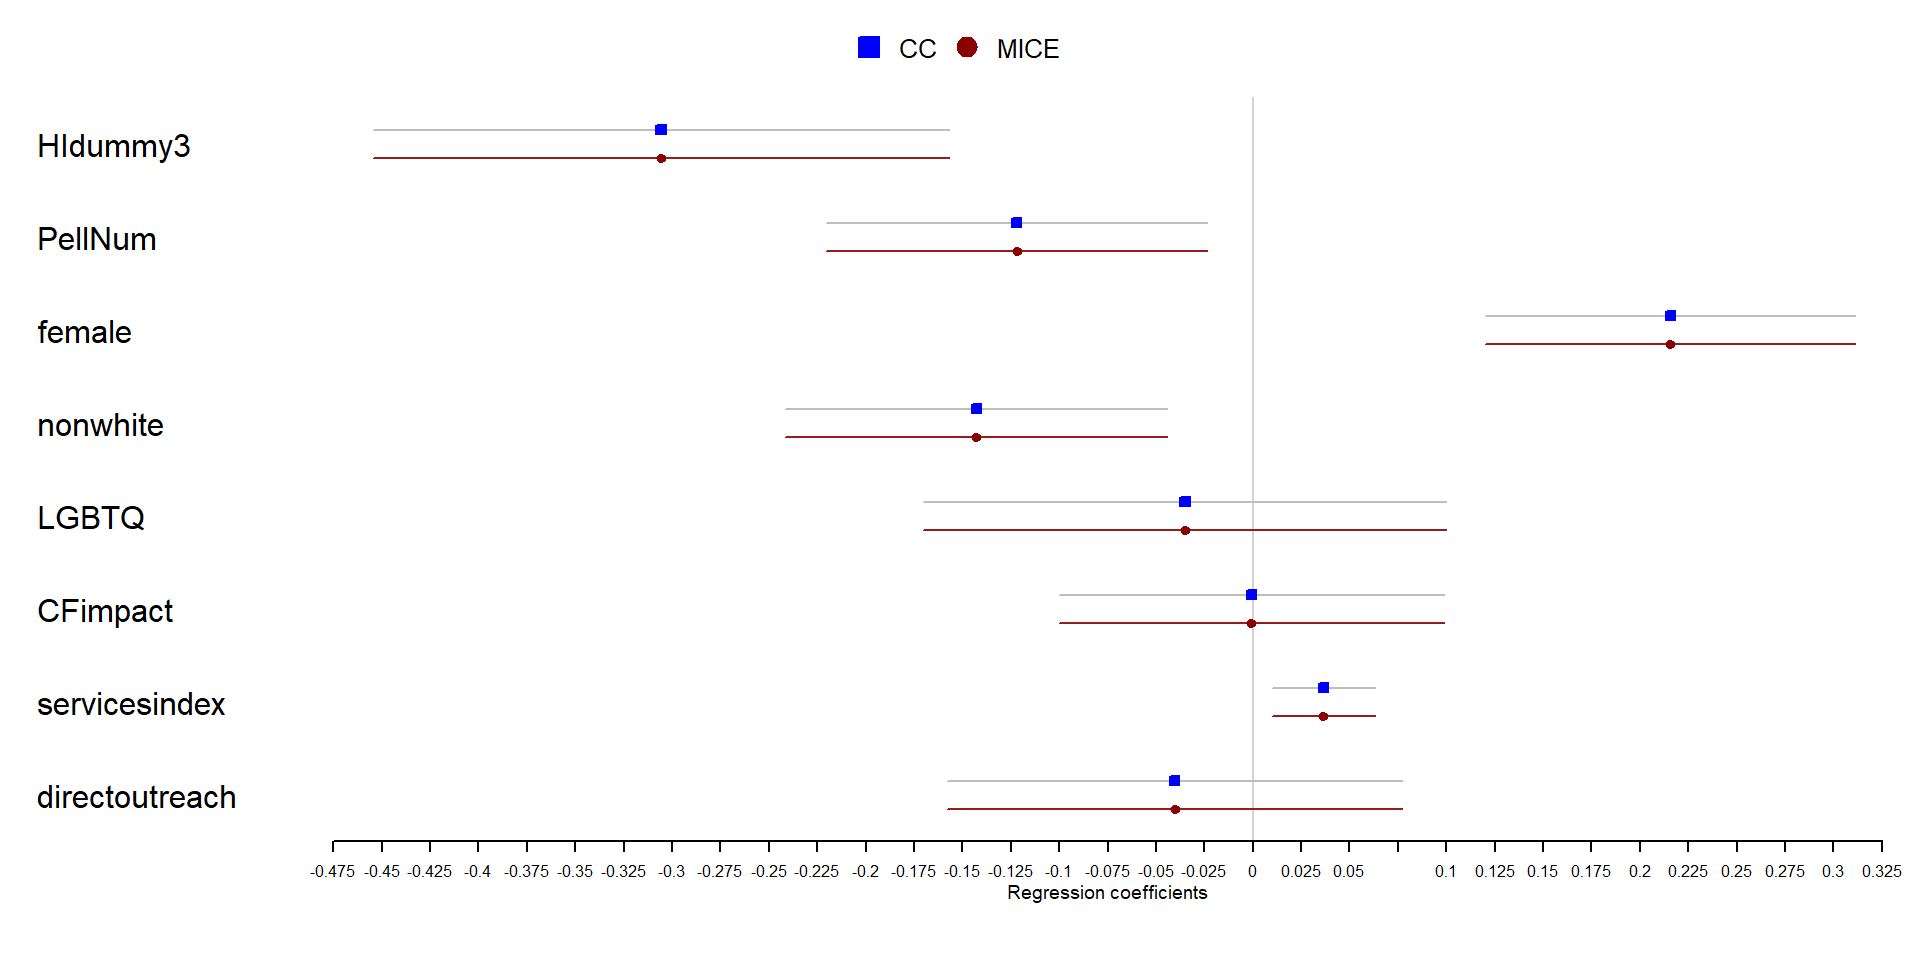 CC MICE
HIdummy3
PellNum
female
nonwhite
LGBTQ
CFimpact
servicesindex
directoutreach
-0.475 -0.45 -0.425 -0.4 -0.375 -0.35 -0.325 -0.3 -0.275 -0.25 -0.225 -0.2 -0.175 -0.15 -0.125 -0.1 -0.075 -0.05 -0.025 0 0.025 0.05 0.1 0.125 0.15 0.175 0.2 0.225 0.25 0.275 0.3 0.325
Regression coefficients